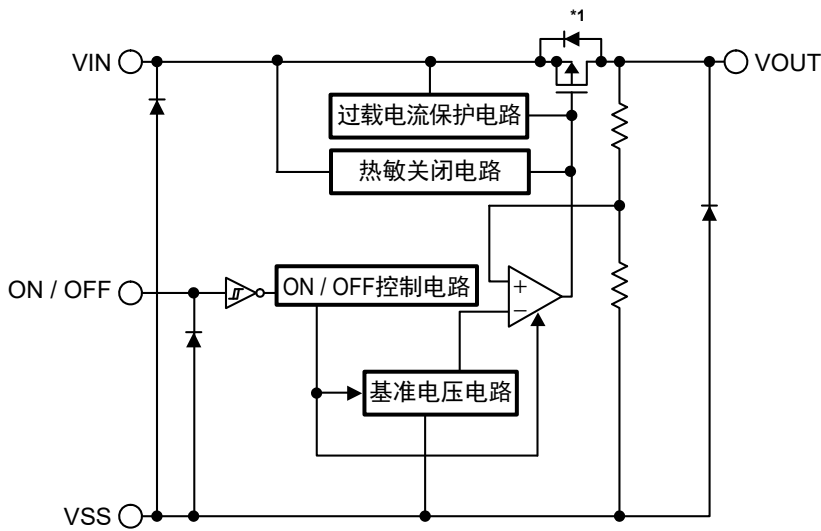 *1
VIN
VOUT
过载电流保护电路
热敏关闭电路
ON / OFF
ON / OFF控制电路
+
−
基准电压电路
VSS